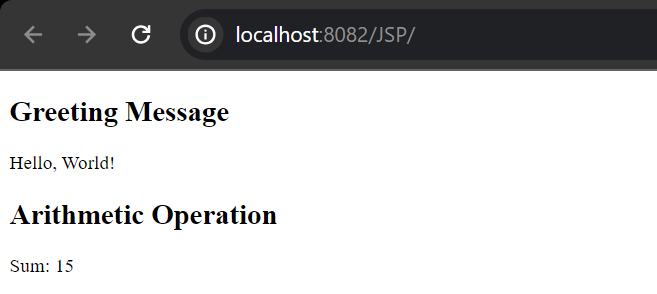 localhost:8082/JSP/
Greeting Message
Hello, World!
Arithmetic Operation
Sum: 15